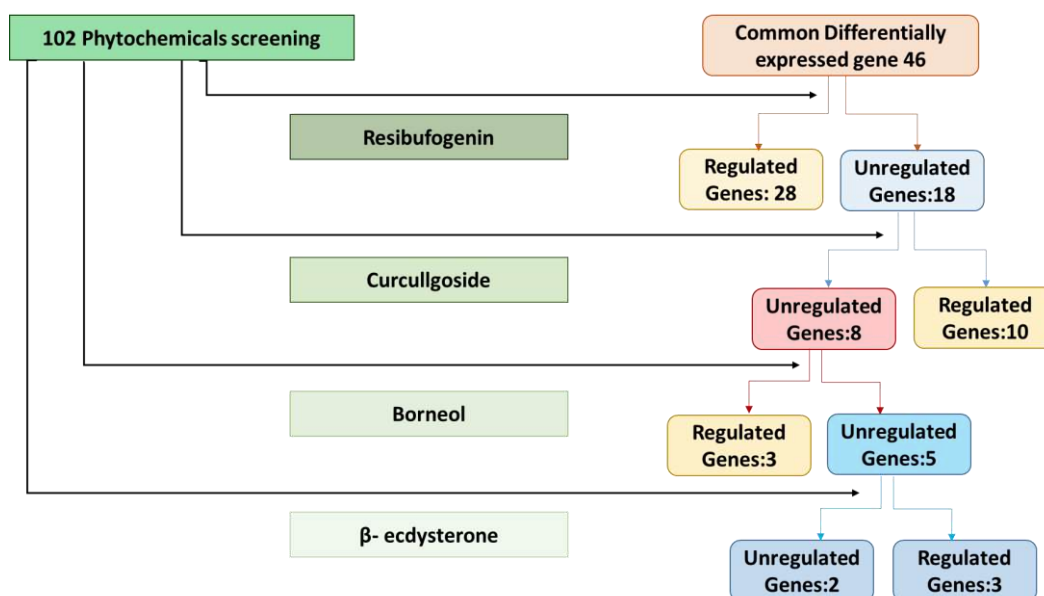 102 Phytochemicals screening
Common Differentially
expressed gene 46
Resibufogenin
Regulated
Genes: 28
Unregulated
Genes:18
Curcullgoside
Unregulated
Genes:8
Regulated
Genes:10
Borneol
Regulated
Genes:3
Unregulated
Genes:5
β- ecdysterone
Unregulated
Genes:2
Regulated
Genes:3